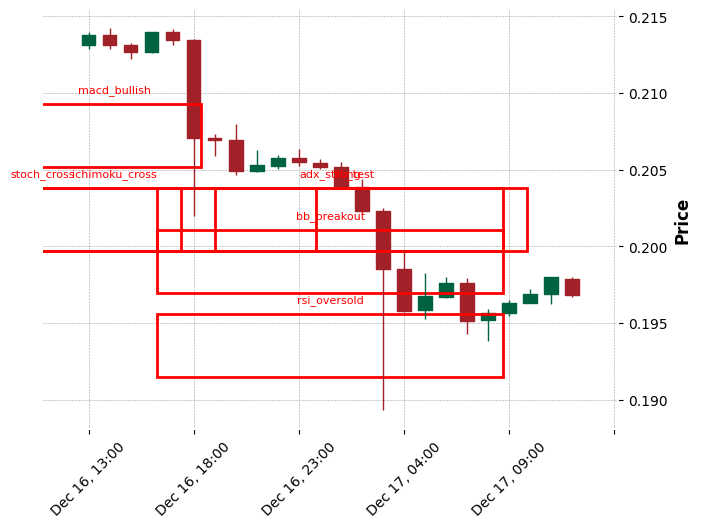 0.215
macd_bullish
0.210
0.205
stoch_cross
ichimoku_cross
0.200
Price
bb_breakout
rsi_oversold
0.195
0.190
Dec 16, 13:00
Dec 16, 18:00
Dec 16, 23:00
Dec 17, 04:00
Dec 17, 09:00